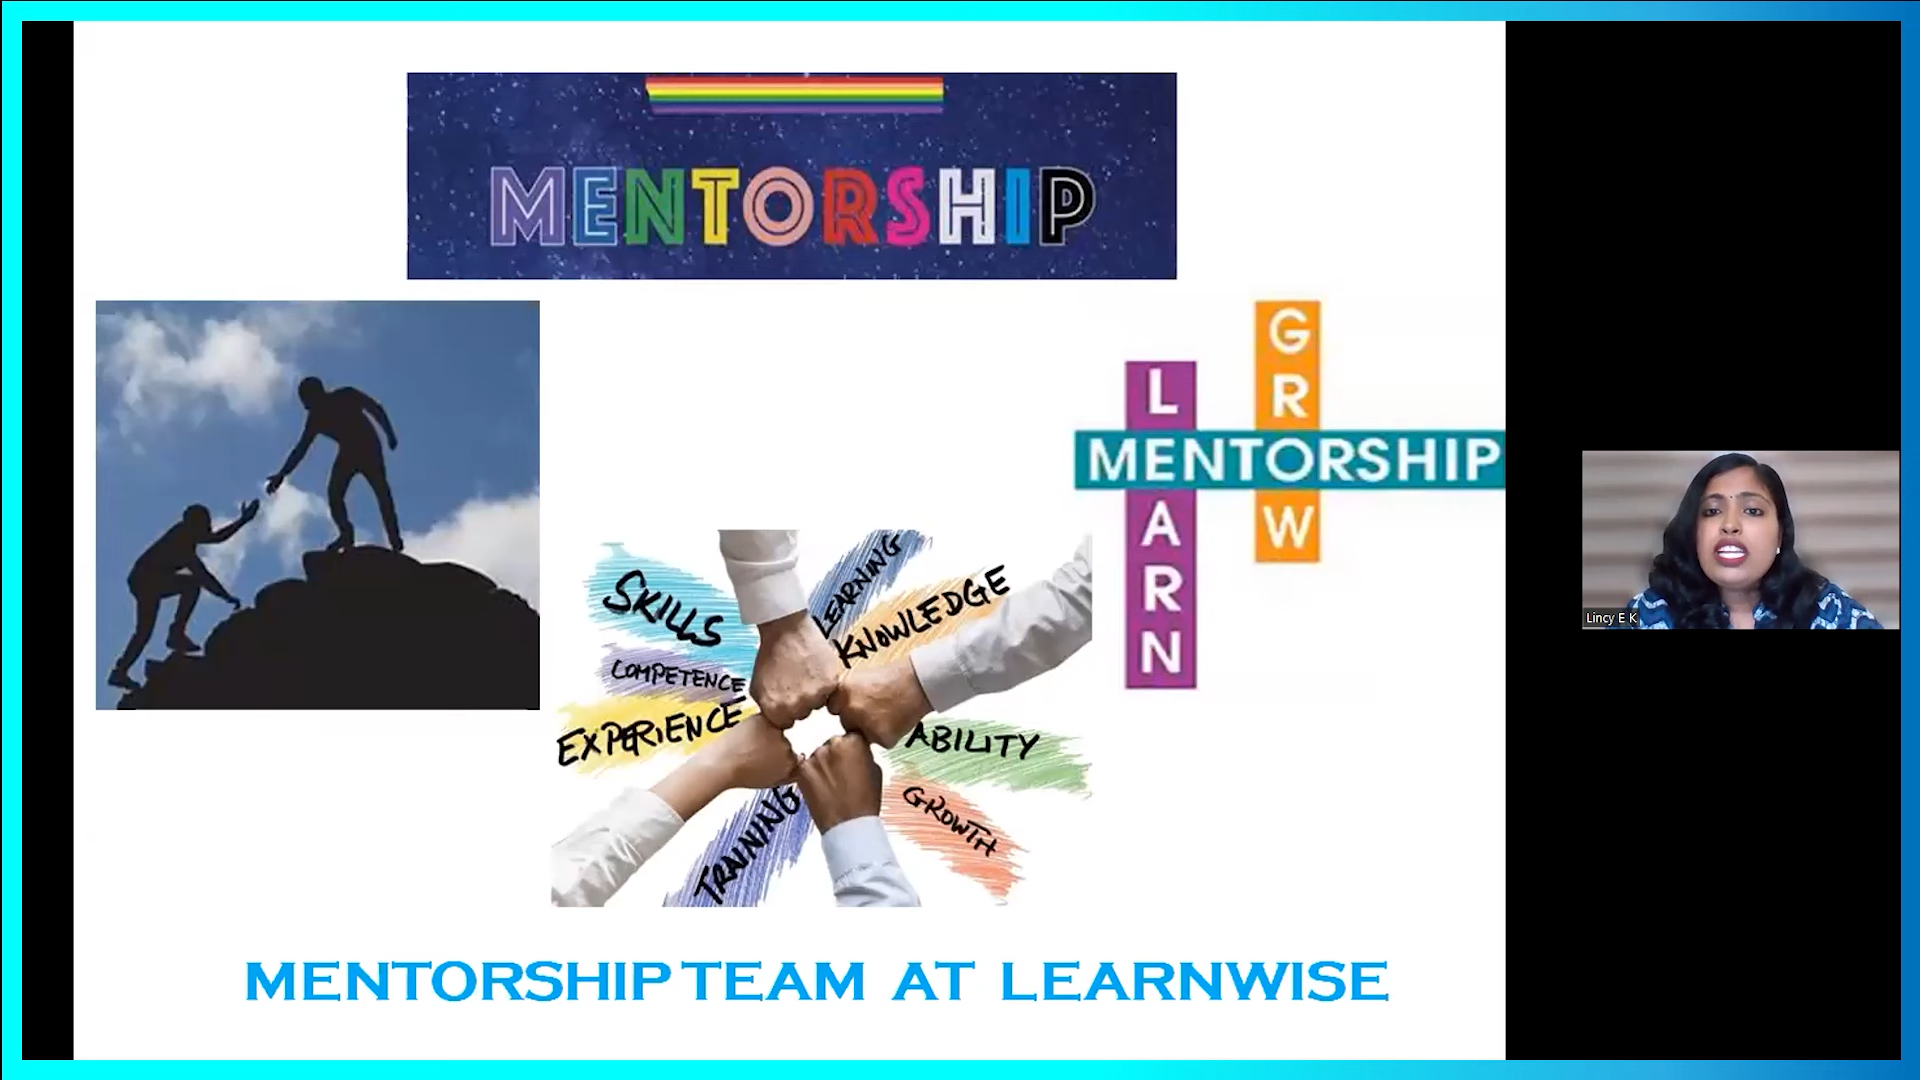 MENTORSHIP
GROW
LEARN
MENTORSHIP
LEARNING
SKILLS
KNOWLEDGE
COMPETENCE
EXPERIENCE
ABILITY
GROWTH
TRAINING
Lincy E K
MENTORSHIP TEAM AT LEARNWISE